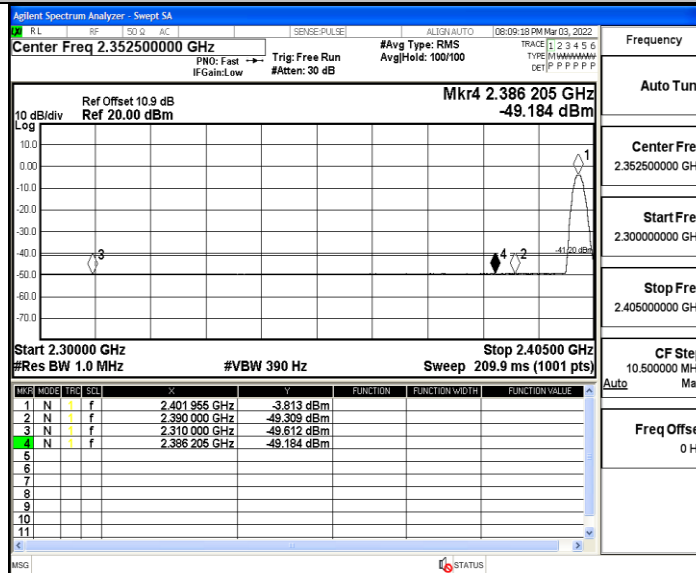 Agilent Spectrum Analyzer - Swept SA
RL RF 50 Ω AC SENSE:PULSE ALIGN AUTO 08:09:18 PM Mar 03, 2022
Center Freq 2.352500000 GHz
PNO: Fast
IFGain:Low
Trig: Free Run
#Atten: 30 dB
#Avg Type: RMS
Avg|Hold: 100/100
TRACE 1 2 3 4 5 6
TYPE M WWWWW
DET P P P P P P
Ref Offset 10.9 dB
10 dB/div Ref 20.00 dBm
Log
Mkr4 2.386 205 GHz
-49.184 dBm
10.0
0.00
-10.0
-20.0
-30.0
-40.0
-50.0
-60.0
-70.0
1
3
4
2
-41.20 dBm
Start 2.30000 GHz Stop 2.40500 GHz
#Res BW 1.0 MHz #VBW 390 Hz Sweep 209.9 ms (1001 pts)
MKR MODE TRC SCL X Y FUNCTION FUNCTION WIDTH FUNCTION VALUE
1 N 1 f 2.401 955 GHz -3.813 dBm
2 N 1 f 2.390 000 GHz -49.309 dBm
3 N 1 f 2.310 000 GHz -49.612 dBm
4 N 1 f 2.386 205 GHz -49.184 dBm
5
6
7
8
9
10
11
MSG STATUS
Frequency
Auto Tun
Center Fre
2.352500000 GH
Start Fre
2.300000000 GH
Stop Fre
2.405000000 GH
CF Ste
10.500000 MH
Auto Ma
Freq Offse
0 H